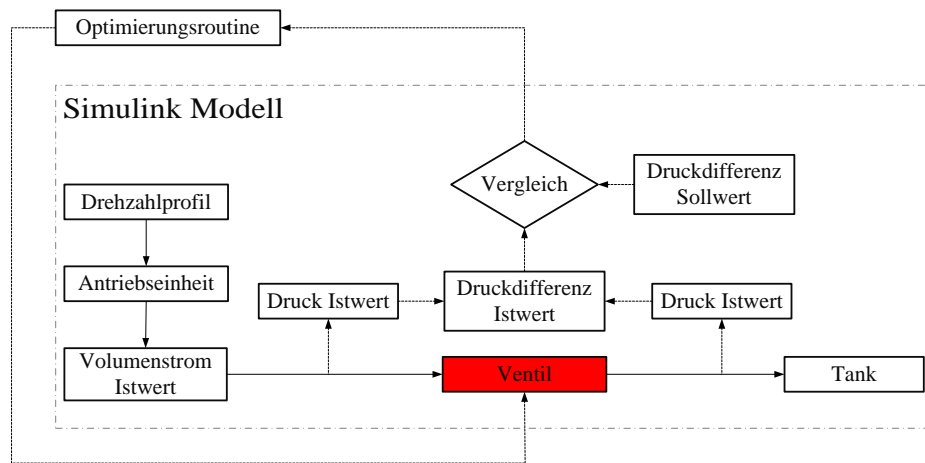 Optimierungsroutine
Simulink Modell
Vergleich
Druckdifferenz
Sollwert
Drehzahlprofil
Antriebseinheit
Druck Istwert
Druckdifferenz
Istwert
Druck Istwert
Volumenstrom
Istwert
Ventil
Tank